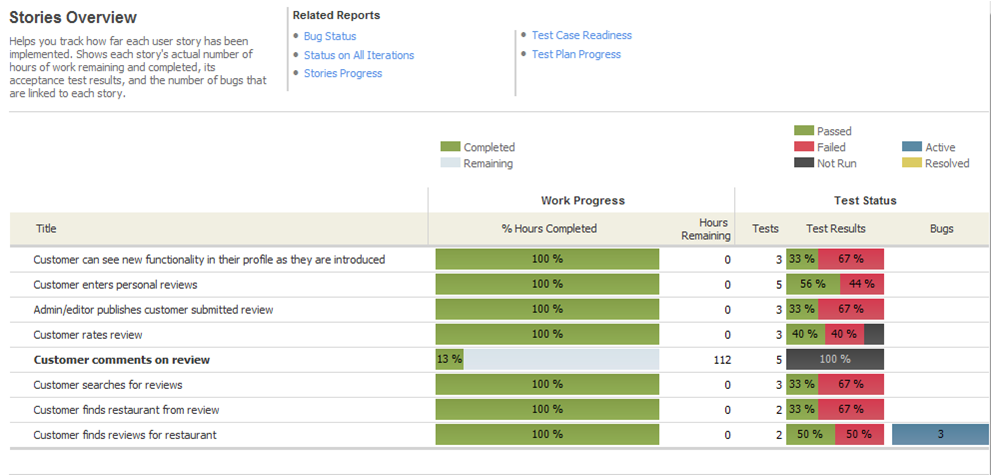 Stories Overview
Helps you track how far each user story has been
implemented. Shows each story's actual number of
hours of work remaining and completed, its
acceptance test results, and the number of bugs that
are linked to each story.
Related Reports
• Bug Status
• Status on All Iterations
• Stories Progress
• Test Case Readiness
• Test Plan Progress
Completed
Remaining
Passed
Failed
Not Run
Active
Resolved
Work Progress Test Status
Title % Hours Completed Hours Remaining Tests Test Results Bugs
Customer can see new functionality in their profile as they are introduced 100 % 0 3 33 % 67 %
Customer enters personal reviews 100 % 0 5 56 % 44 %
Admin/editor publishes customer submitted review 100 % 0 3 33 % 67 %
Customer rates review 100 % 0 3 40 % 40 %
Customer comments on review 13 % 112 5 100 %
Customer searches for reviews 100 % 0 3 33 % 67 %
Customer finds restaurant from review 100 % 0 2 33 % 67 %
Customer finds reviews for restaurant 100 % 0 2 50 % 50 % 3